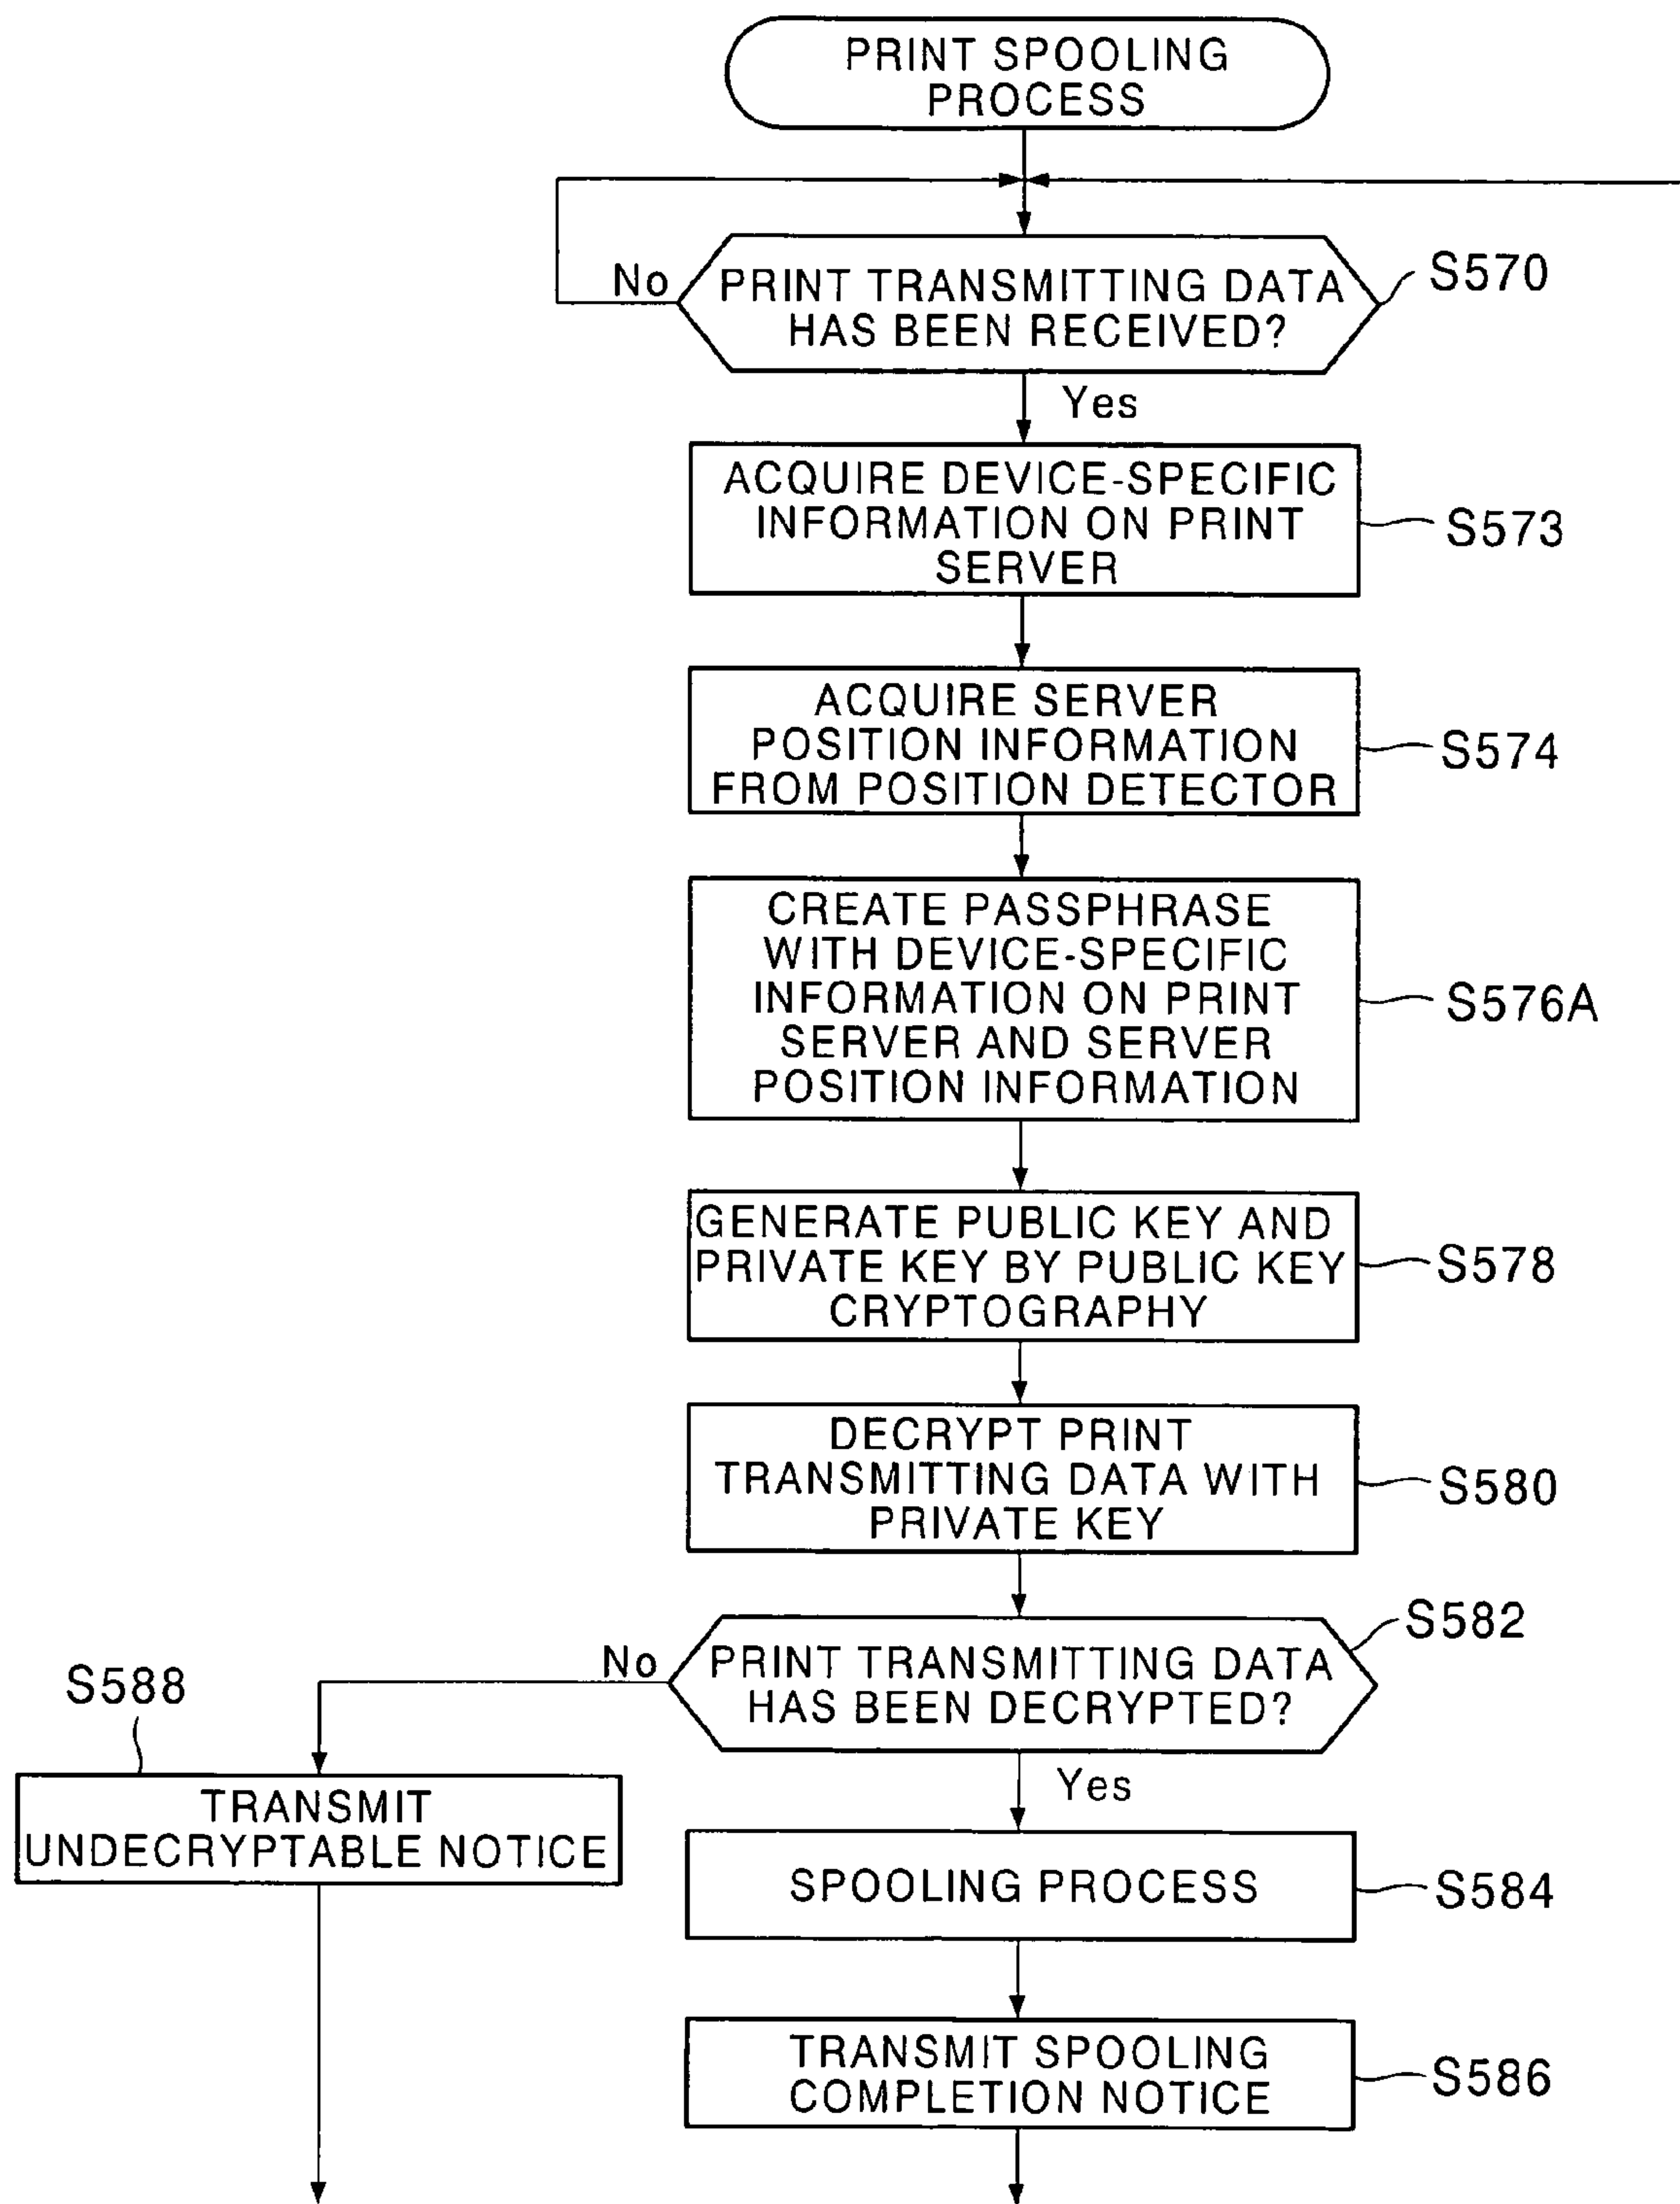 PRINT SPOOLING
PROCESS
No
PRINT TRANSMITTING DATA
HAS BEEN RECEIVED?
S570
Yes
ACQUIRE DEVICE-SPECIFIC
INFORMATION ON PRINT
SERVER
S573
ACQUIRE SERVER
POSITION INFORMATION
FROM POSITION DETECTOR
S574
CREATE PASSPHRASE
WITH DEVICE-SPECIFIC
INFORMATION ON PRINT
SERVER AND SERVER
POSITION INFORMATION
S576A
GENERATE PUBLIC KEY AND
PRIVATE KEY BY PUBLIC KEY
CRYPTOGRAPHY
S578
DECRYPT PRINT
TRANSMITTING DATA WITH
PRIVATE KEY
S580
No
PRINT TRANSMITTING DATA
HAS BEEN DECRYPTED?
S582
S588
TRANSMIT
UNDECRYPTABLE NOTICE
Yes
SPOOLING PROCESS
S584
TRANSMIT SPOOLING
COMPLETION NOTICE
S586